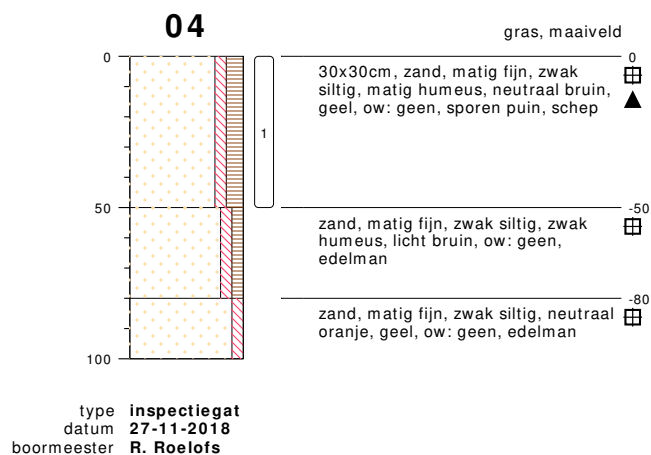 04
gras, maaiveld
0
0
30x30cm, zand, matig fijn, zwak
siltig, matig humeus, neutraal bruin,
geel, ow: geen, sporen puin, schep
1
50
-50
zand, matig fijn, zwak siltig, zwak
humeus, licht bruin, ow: geen,
edelman
-80
zand, matig fijn, zwak siltig, neutraal
oranje, geel, ow: geen, edelman
100
type inspectiegat
datum 27-11-2018
boormeester R. Roelofs